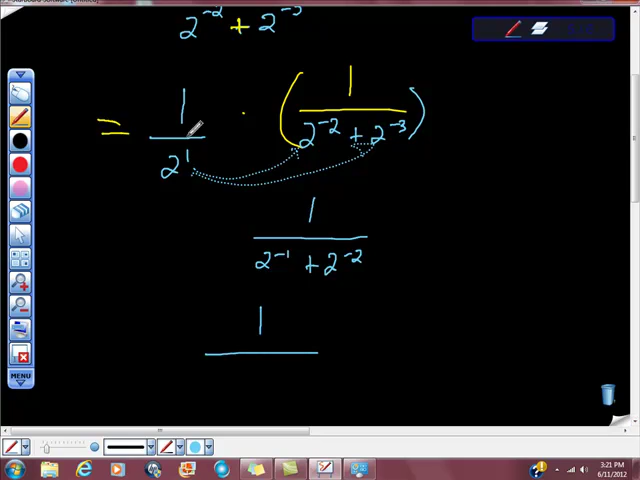 2⁻² + 2⁻³
= 1/2¹ · (1/(2⁻² + 2⁻³))
1/(2⁻¹ + 2⁻²)
1
MENU
3:21 PM
6/11/2012